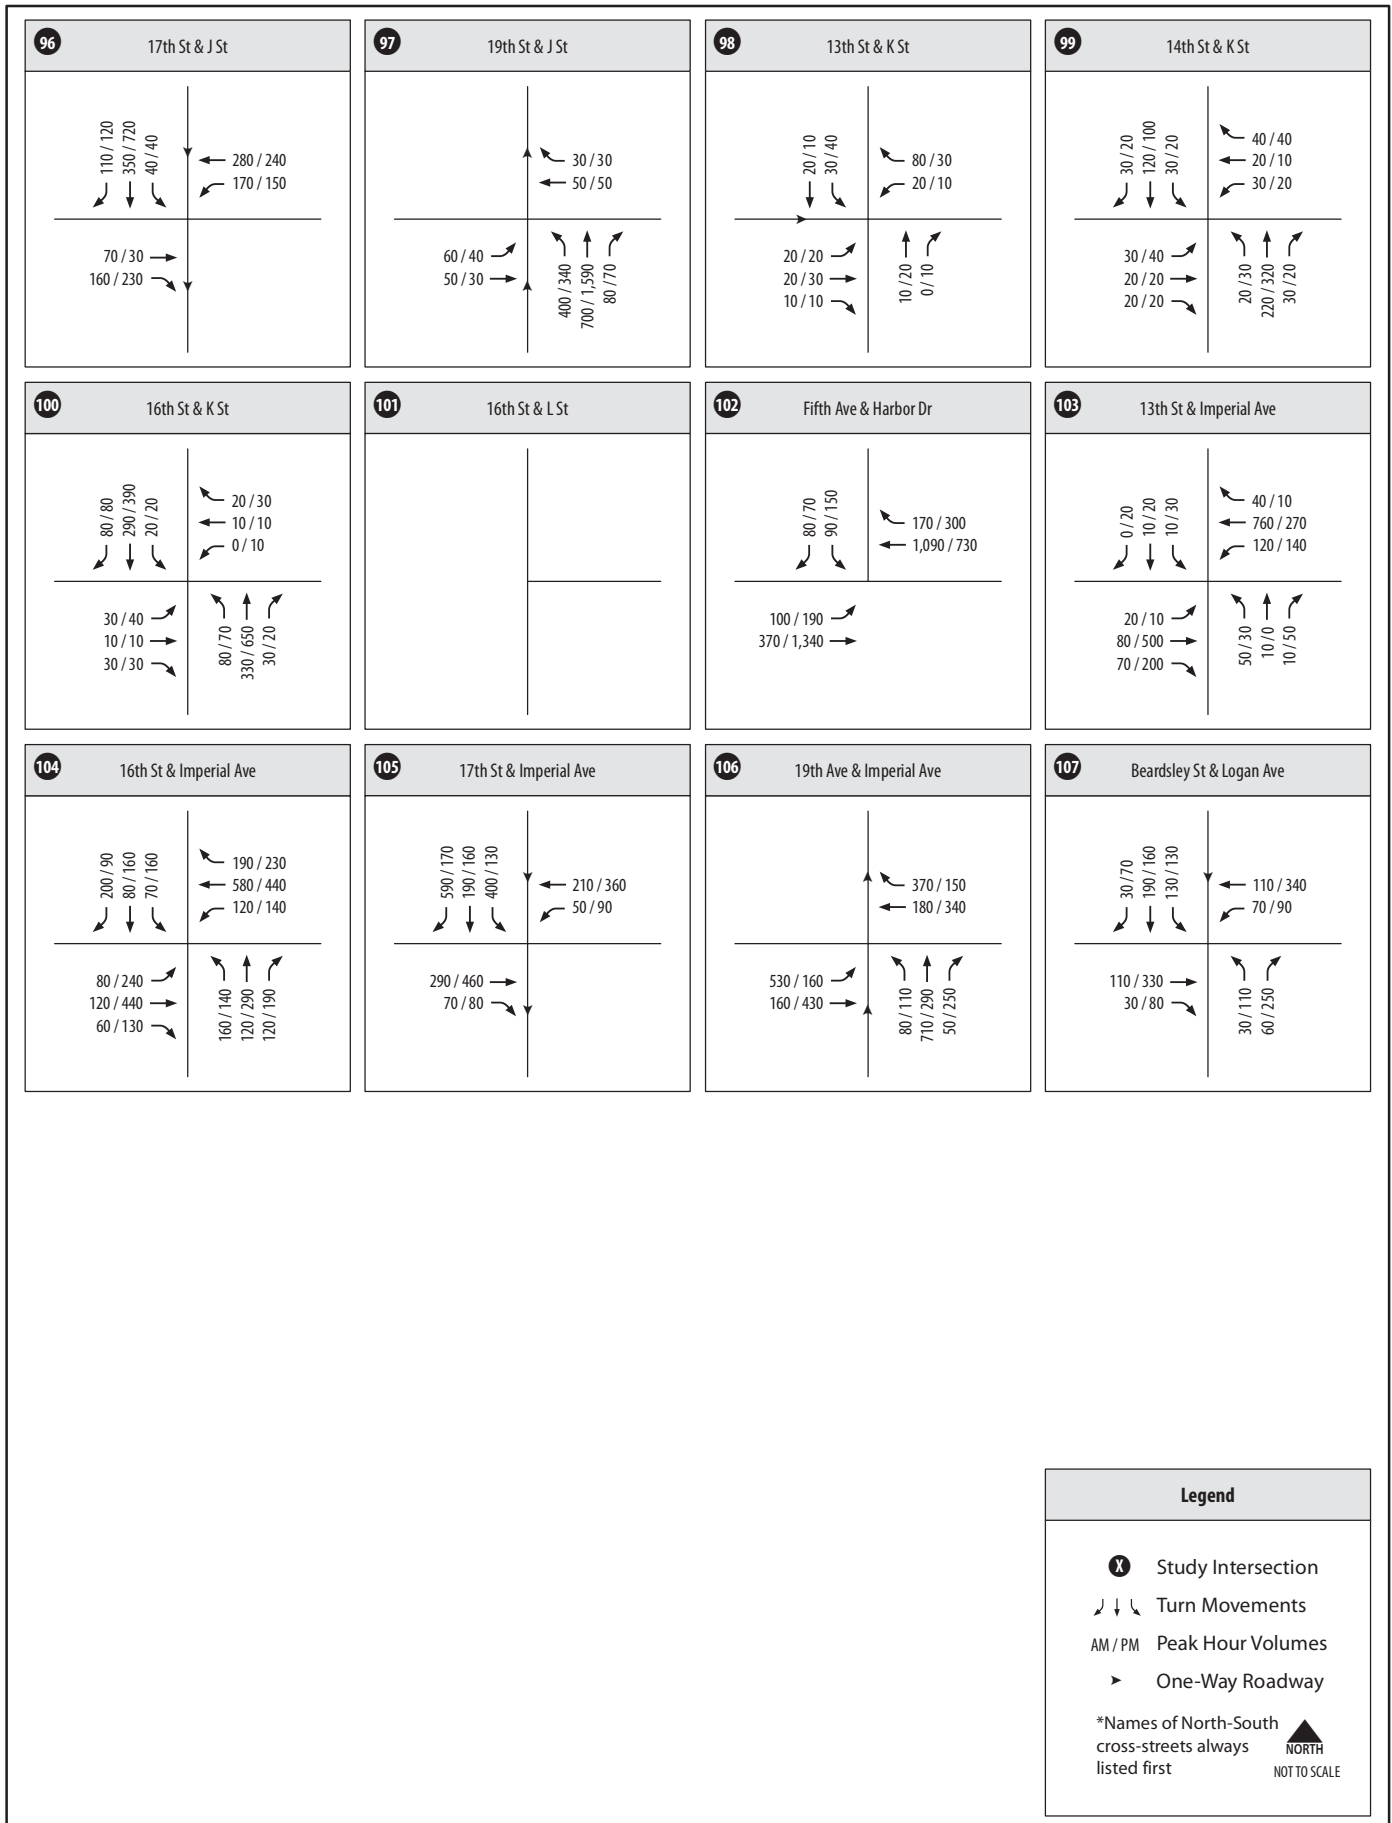 96
17th St & J St
110 / 120
350 / 720
40 / 40
280 / 240
170 / 150
70 / 30
160 / 230
97
19th St & J St
30 / 30
50 / 50
60 / 40
50 / 30
400 / 340
700 / 1,590
80 / 70
98
13th St & K St
20 / 10
30 / 40
80 / 30
20 / 10
20 / 20
20 / 30
10 / 10
10 / 20
0 / 10
99
14th St & K St
30 / 20
120 / 100
30 / 20
40 / 40
20 / 10
30 / 20
30 / 40
20 / 20
20 / 20
20 / 30
220 / 320
30 / 20
100
16th St & K St
80 / 80
290 / 390
20 / 20
20 / 30
10 / 10
0 / 10
30 / 40
10 / 10
30 / 30
80 / 70
330 / 650
30 / 20
101
16th St & L St
102
Fifth Ave & Harbor Dr
80 / 70
90 / 150
170 / 300
1,090 / 730
100 / 190
370 / 1,340
103
13th St & Imperial Ave
0 / 20
10 / 20
10 / 30
40 / 10
760 / 270
120 / 140
20 / 10
80 / 500
70 / 200
50 / 30
10 / 0
10 / 50
104
16th St & Imperial Ave
200 / 90
80 / 160
70 / 160
190 / 230
580 / 440
120 / 140
80 / 240
120 / 440
60 / 130
160 / 140
120 / 290
120 / 190
105
17th St & Imperial Ave
590 / 170
190 / 160
400 / 130
210 / 360
50 / 90
290 / 460
70 / 80
106
19th Ave & Imperial Ave
370 / 150
180 / 340
530 / 160
160 / 430
80 / 110
710 / 290
50 / 250
107
Beardsley St & Logan Ave
30 / 70
190 / 160
130 / 130
110 / 340
70 / 90
110 / 330
30 / 80
30 / 110
60 / 250
Legend
X Study Intersection
Turn Movements
AM / PM Peak Hour Volumes
One-Way Roadway
*Names of North-South
cross-streets always
listed first
NORTH
NOT TO SCALE